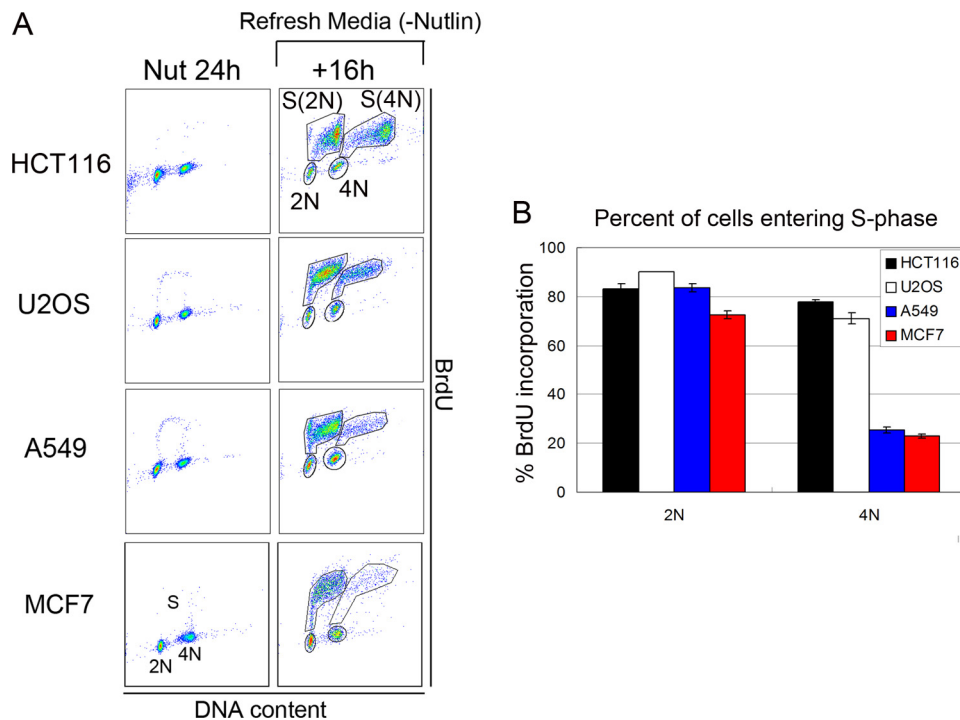 A
Refresh Media (-Nutlin)
Nut 24h
+16h
HCT116
S(2N)
S(4N)
2N
4N
U2OS
A549
MCF7
S
2N
4N
BrdU
DNA content
B
Percent of cells entering S-phase
% BrdU incorporation
100
80
60
40
20
0
2N
4N
HCT116
U2OS
A549
MCF7